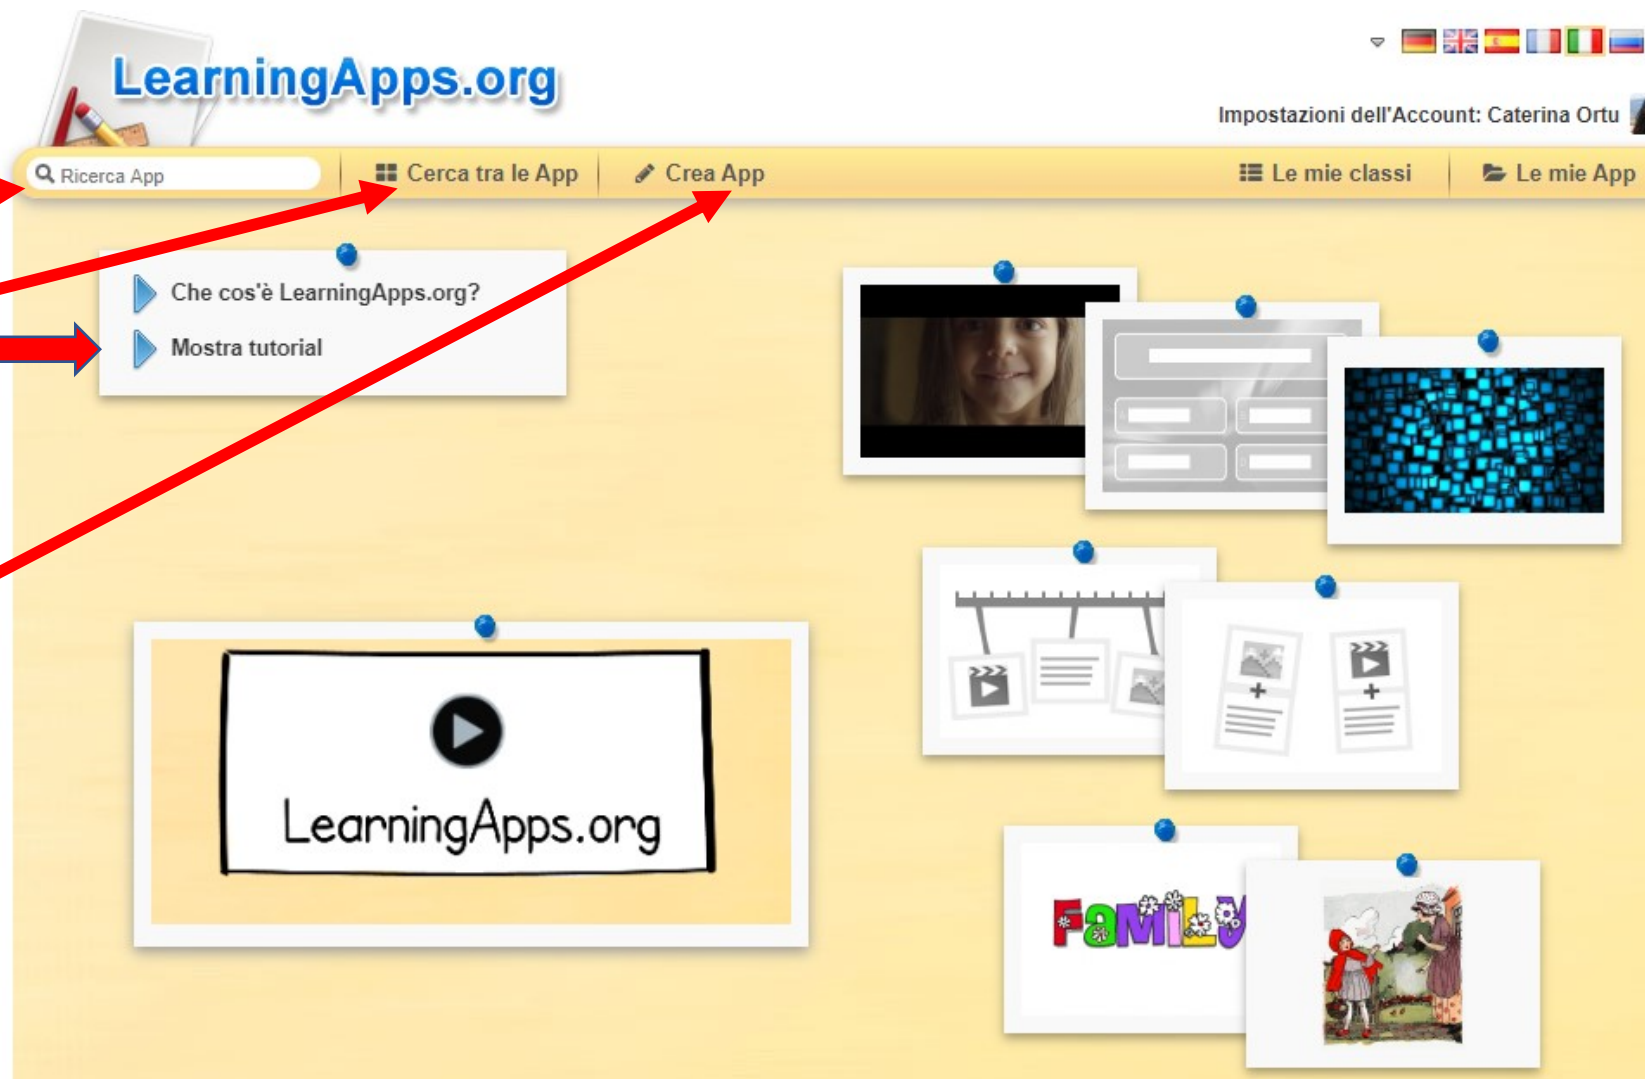 LearningApps.org
Impostazioni dell'Account: Caterina Ortu
Ricerca App
Cerca tra le App
Crea App
Le mie classi
Le mie App
Che cos'è LearningApps.org?
Mostra tutorial
LearningApps.org
FAMILY